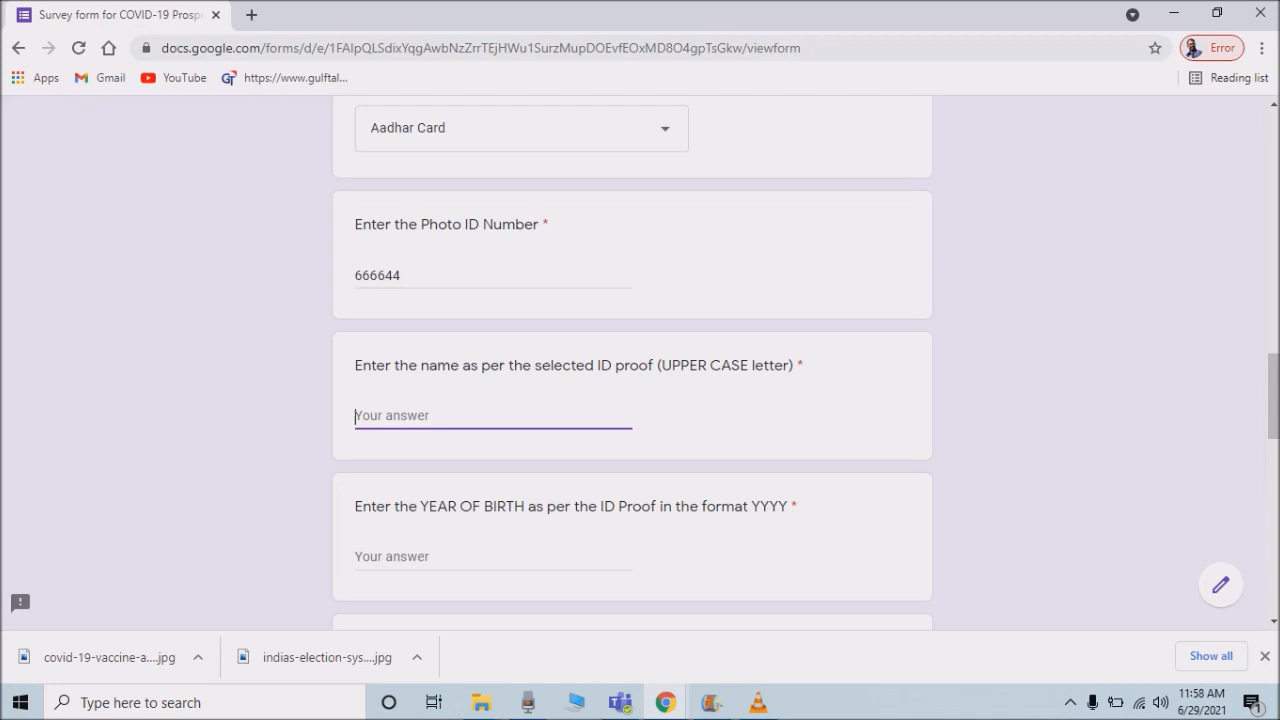 Survey form for COVID-19 Prosp
docs.google.com/forms/d/e/1FAIpQLSdixYqgAwbNzZrrTEjHWu1SurzMupDOEvfEOxMD8O4gpTsGkw/viewform
Error
Apps
Gmail
YouTube
https://www.gulftal...
Reading list
Aadhar Card
Enter the Photo ID Number *
666644
Enter the name as per the selected ID proof (UPPER CASE letter) *
Your answer
Enter the YEAR OF BIRTH as per the ID Proof in the format YYYY *
Your answer
covid-19-vaccine-a....jpg
indias-election-sys....jpg
Show all
Type here to search
11:58 AM
6/29/2021
1